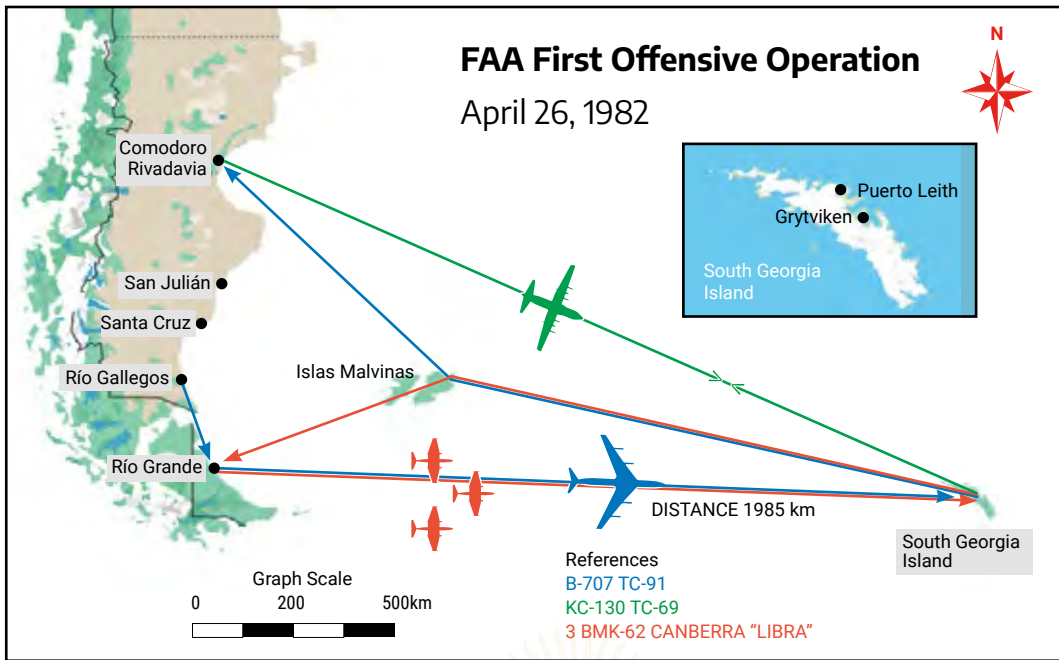 FAA First Offensive Operation
April 26, 1982
N
Comodoro
Rivadavia
San Julián
Santa Cruz
Río Gallegos
Río Grande
Islas Malvinas
Puerto Leith
Grytviken
South Georgia
Island
DISTANCE 1985 km
South Georgia
Island
Graph Scale
0 200 500km
References
B-707 TC-91
KC-130 TC-69
3 BMK-62 CANBERRA “LIBRA”